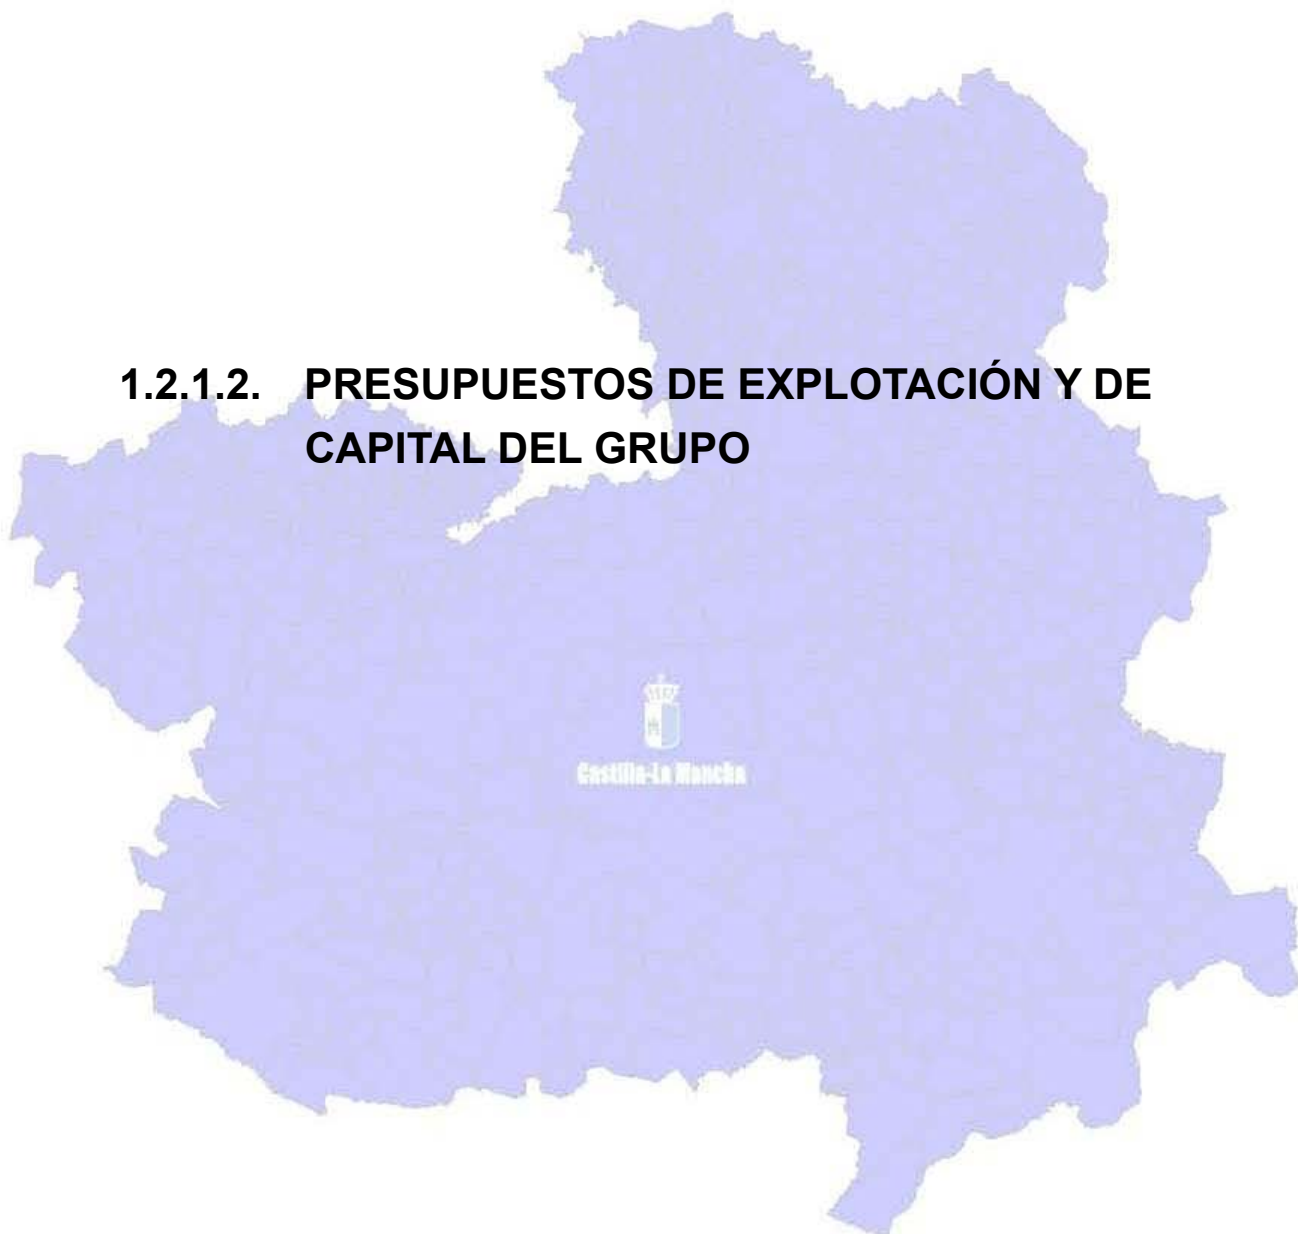 1.2.1.2. PRESUPUESTOS DE EXPLOTACIÓN Y DE
CAPITAL DEL GRUPO
Castilla-La Mancha